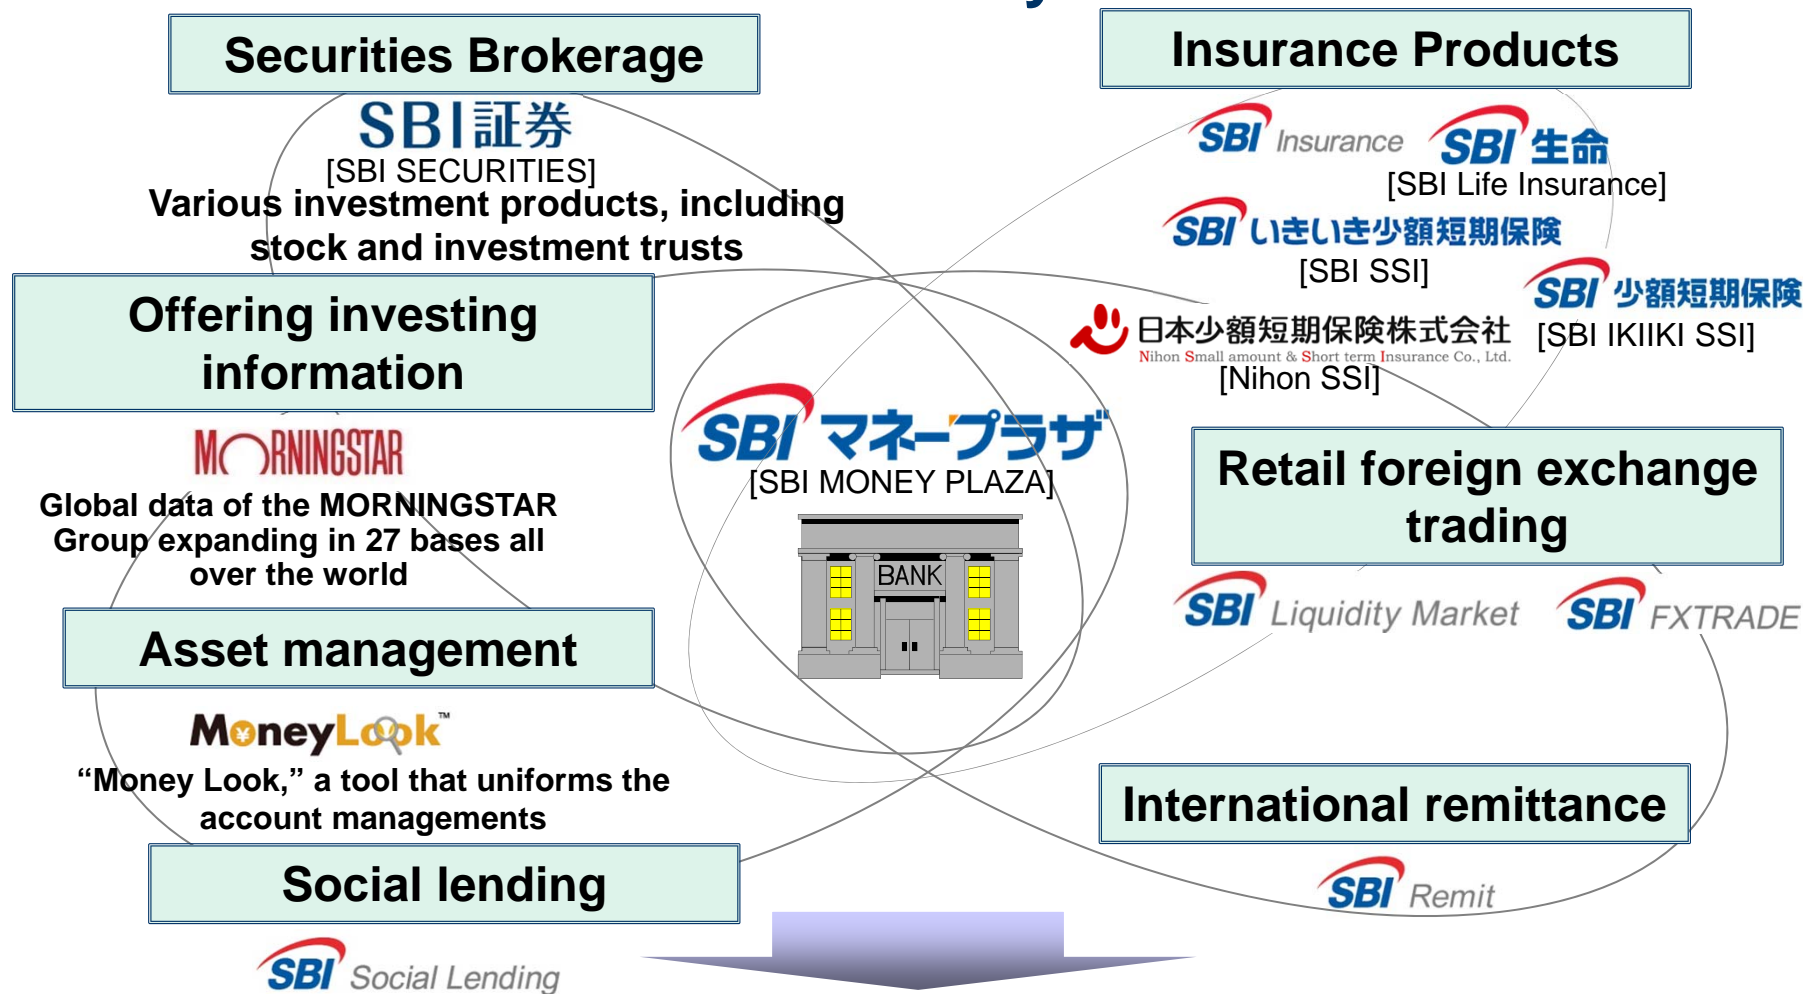 Securities Brokerage
SBI証券
[SBI SECURITIES]
Various investment products, including
stock and investment trusts
Offering investing
information
MORNINGSTAR
Global data of the MORNINGSTAR
Group expanding in 27 bases all
over the world
Asset management
MoneyLook™
“Money Look,” a tool that uniforms the
account managements
Social lending
SBI Social Lending
SBI マネープラザ
[SBI MONEY PLAZA]
BANK
Insurance Products
SBI Insurance
SBI 生命
[SBI Life Insurance]
SBI いきいき少額短期保険
[SBI SSI]
SBI 少額短期保険
[SBI IKIIKI SSI]
日本少額短期保険株式会社
Nihon Small amount & Short term Insurance Co., Ltd.
[Nihon SSI]
Retail foreign exchange
trading
SBI Liquidity Market
SBI FXTRADE
International remittance
SBI Remit